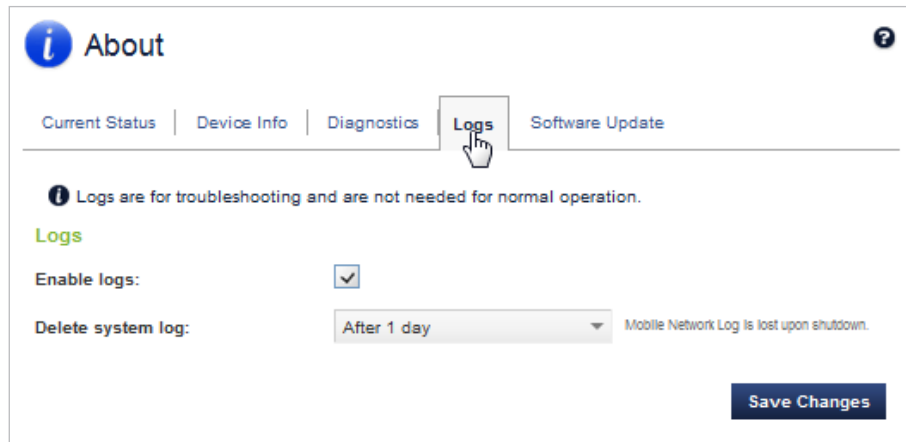 About
Current Status Device Info Diagnostics Logs Software Update
Logs are for troubleshooting and are not needed for normal operation.
Logs
Enable logs:
Delete system log: After 1 day Mobile Network Log is lost upon shutdown.
Save Changes